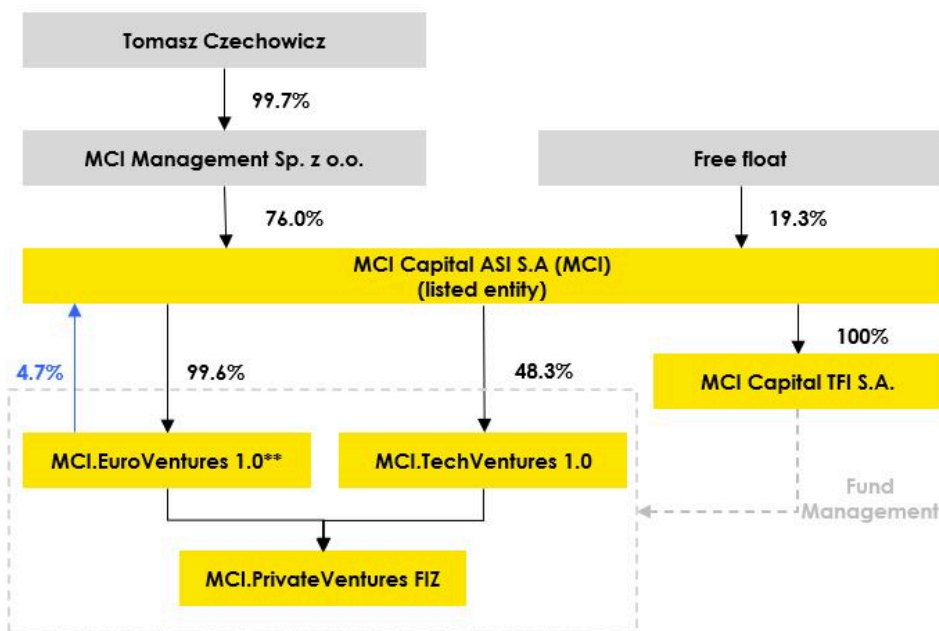 Tomasz Czechowicz
99.7%
MCI Management Sp. z o.o.
Free float
76.0%
19.3%
MCI Capital ASI S.A (MCI)
(listed entity)
4.7%
99.6%
48.3%
100%
MCI Capital TFI S.A.
MCI.EuroVentures 1.0**
MCI.TechVentures 1.0
Fund
Management
MCI.PrivateVentures FIZ